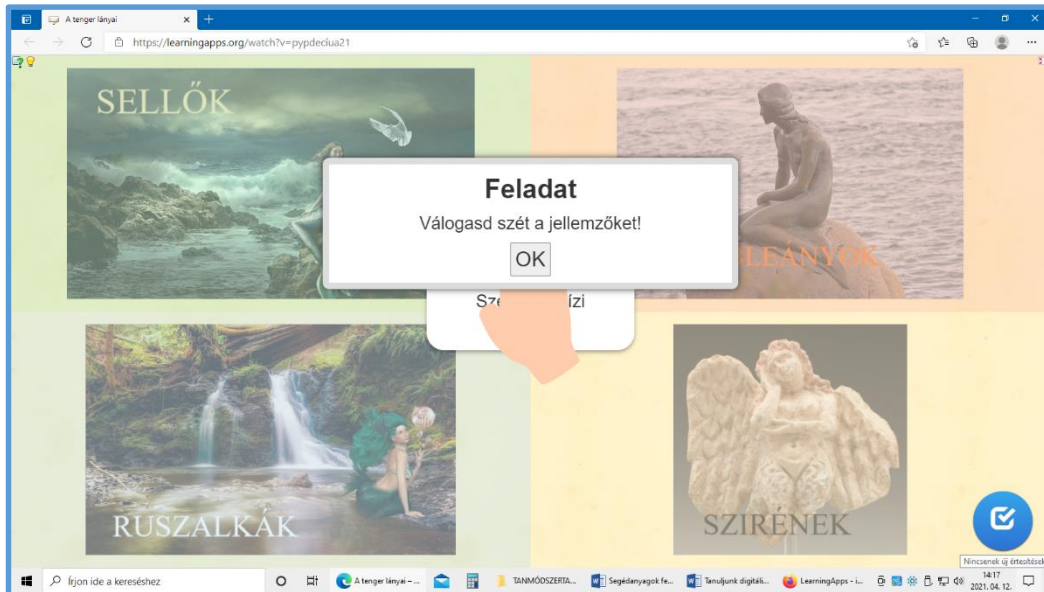 A tenger lányai
https://learningapps.org/watch?v=pypdeciua21
SELLŐK
Feladat
Válogasd szét a jellemzőket!
OK
LEÁNYOK
ízi
RUSZALKÁK
SZIRÉNEK
Nincsenek új értesítések
Írjon ide a kereséshez
A tenger lányai – ...
TANMÓDSZERTA...
Segédanyagok fe...
Tanuljunk digitáli...
LearningApps - i...
14:17
2021. 04. 12.